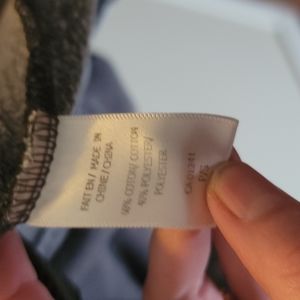 FAIT EN / MADE IN
CHINE / CHINA
60% COTON / COTTON
40% POLYESTER /
POLYESTER